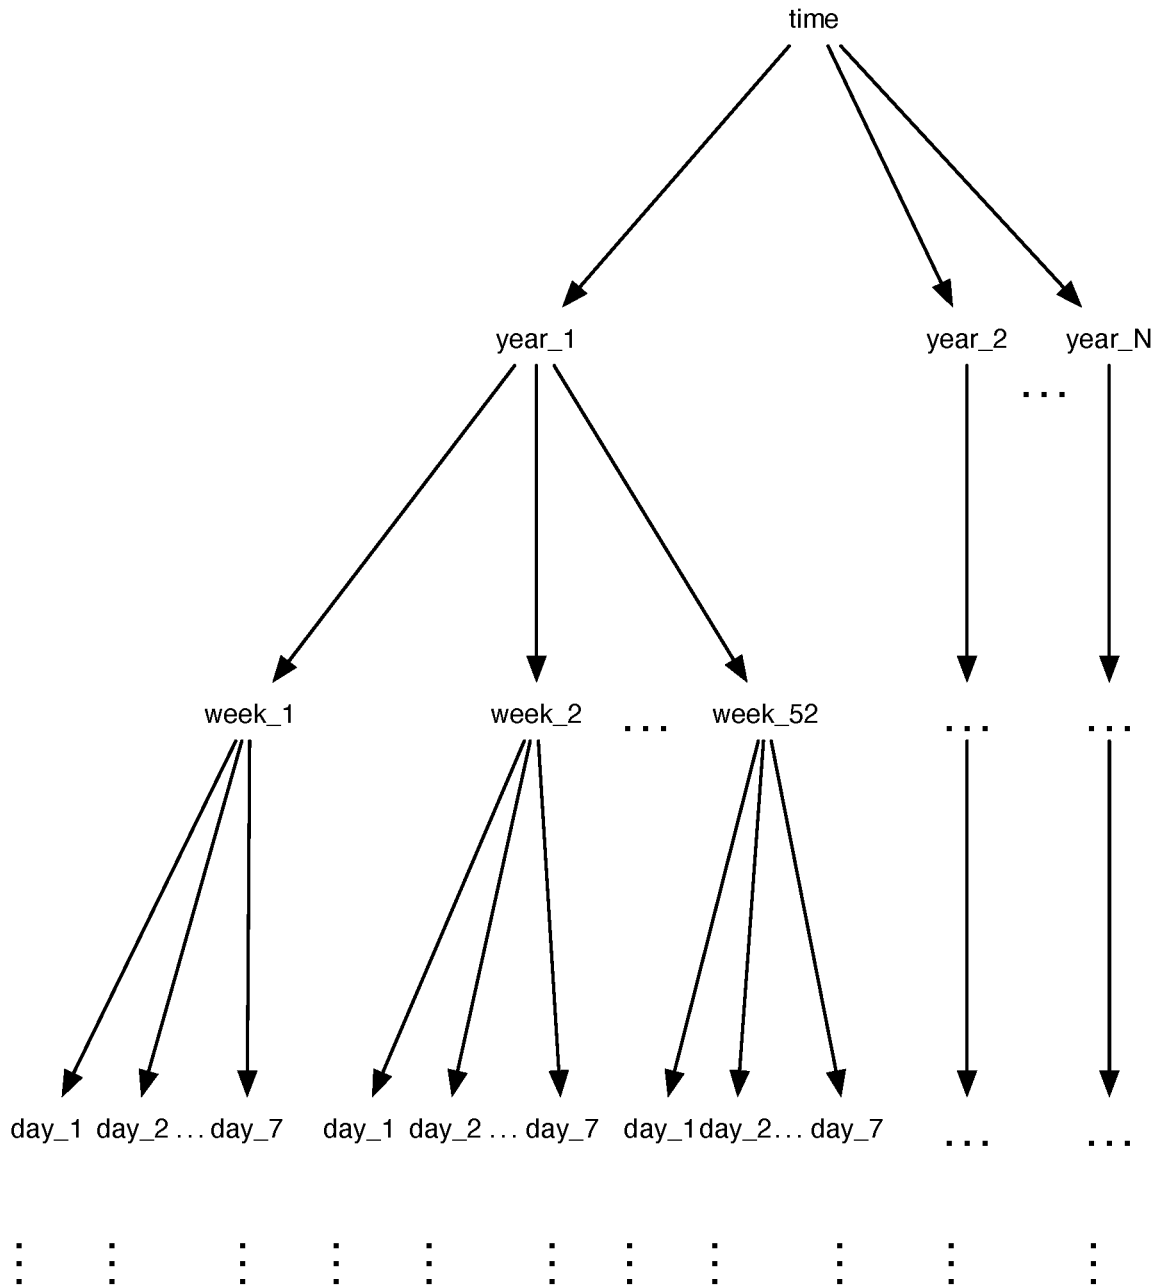 time
year_1 year_2 year_N
...
week_1 week_2 ... week_52 ... ...
day_1 day_2 ... day_7 day_1 day_2 ... day_7 day_1 day_2 ... day_7 ... ...